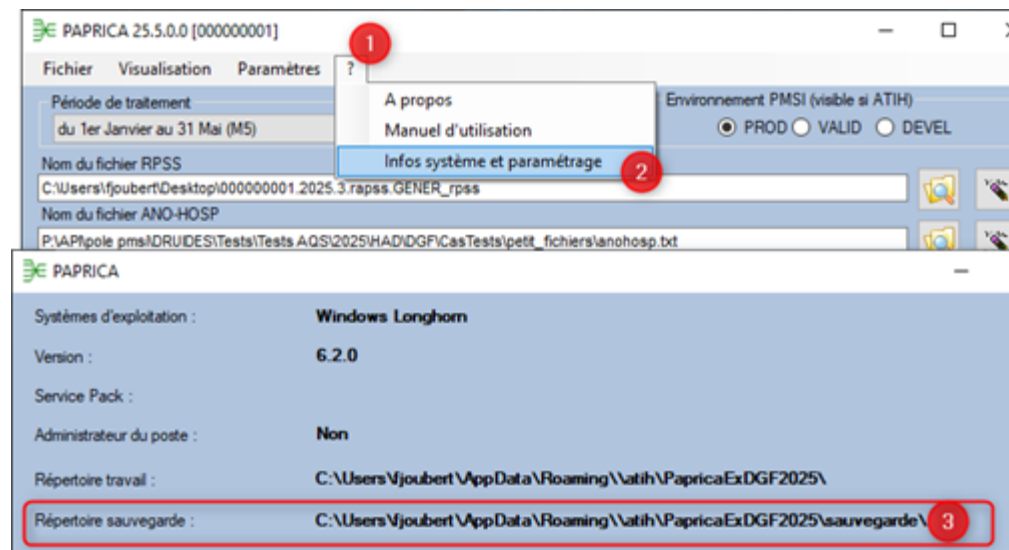 PAPRICA 25.5.0.0 [000000001]
1
Fichier Visualisation Paramètres ?
Période de traitement
A propos
Environnement PMSI (visible si ATIH)
du 1er Janvier au 31 Mai (M5)
Manuel d'utilisation
PROD VALID DEVEL
Infos système et paramétrage
2
Nom du fichier RPSS
C:\Users\fjoubert\Desktop\000000001.2025.3.rapss.GENER_rpss
Nom du fichier ANO-HOSP
P:\API\pole pmsi\DRUIDES\Tests\Tests AQS\2025\HAD\DGF\CasTests\petit_fichiers\anohosp.txt
PAPRICA
Systèmes d'exploitation : Windows Longhorn
Version : 6.2.0
Service Pack :
Administrateur du poste : Non
Répertoire travail : C:\Users\fjoubert\AppData\Roaming\\atih\PapricaExDGF2025\
Répertoire sauvegarde : C:\Users\fjoubert\AppData\Roaming\\atih\PapricaExDGF2025\sauvegarde\ 3